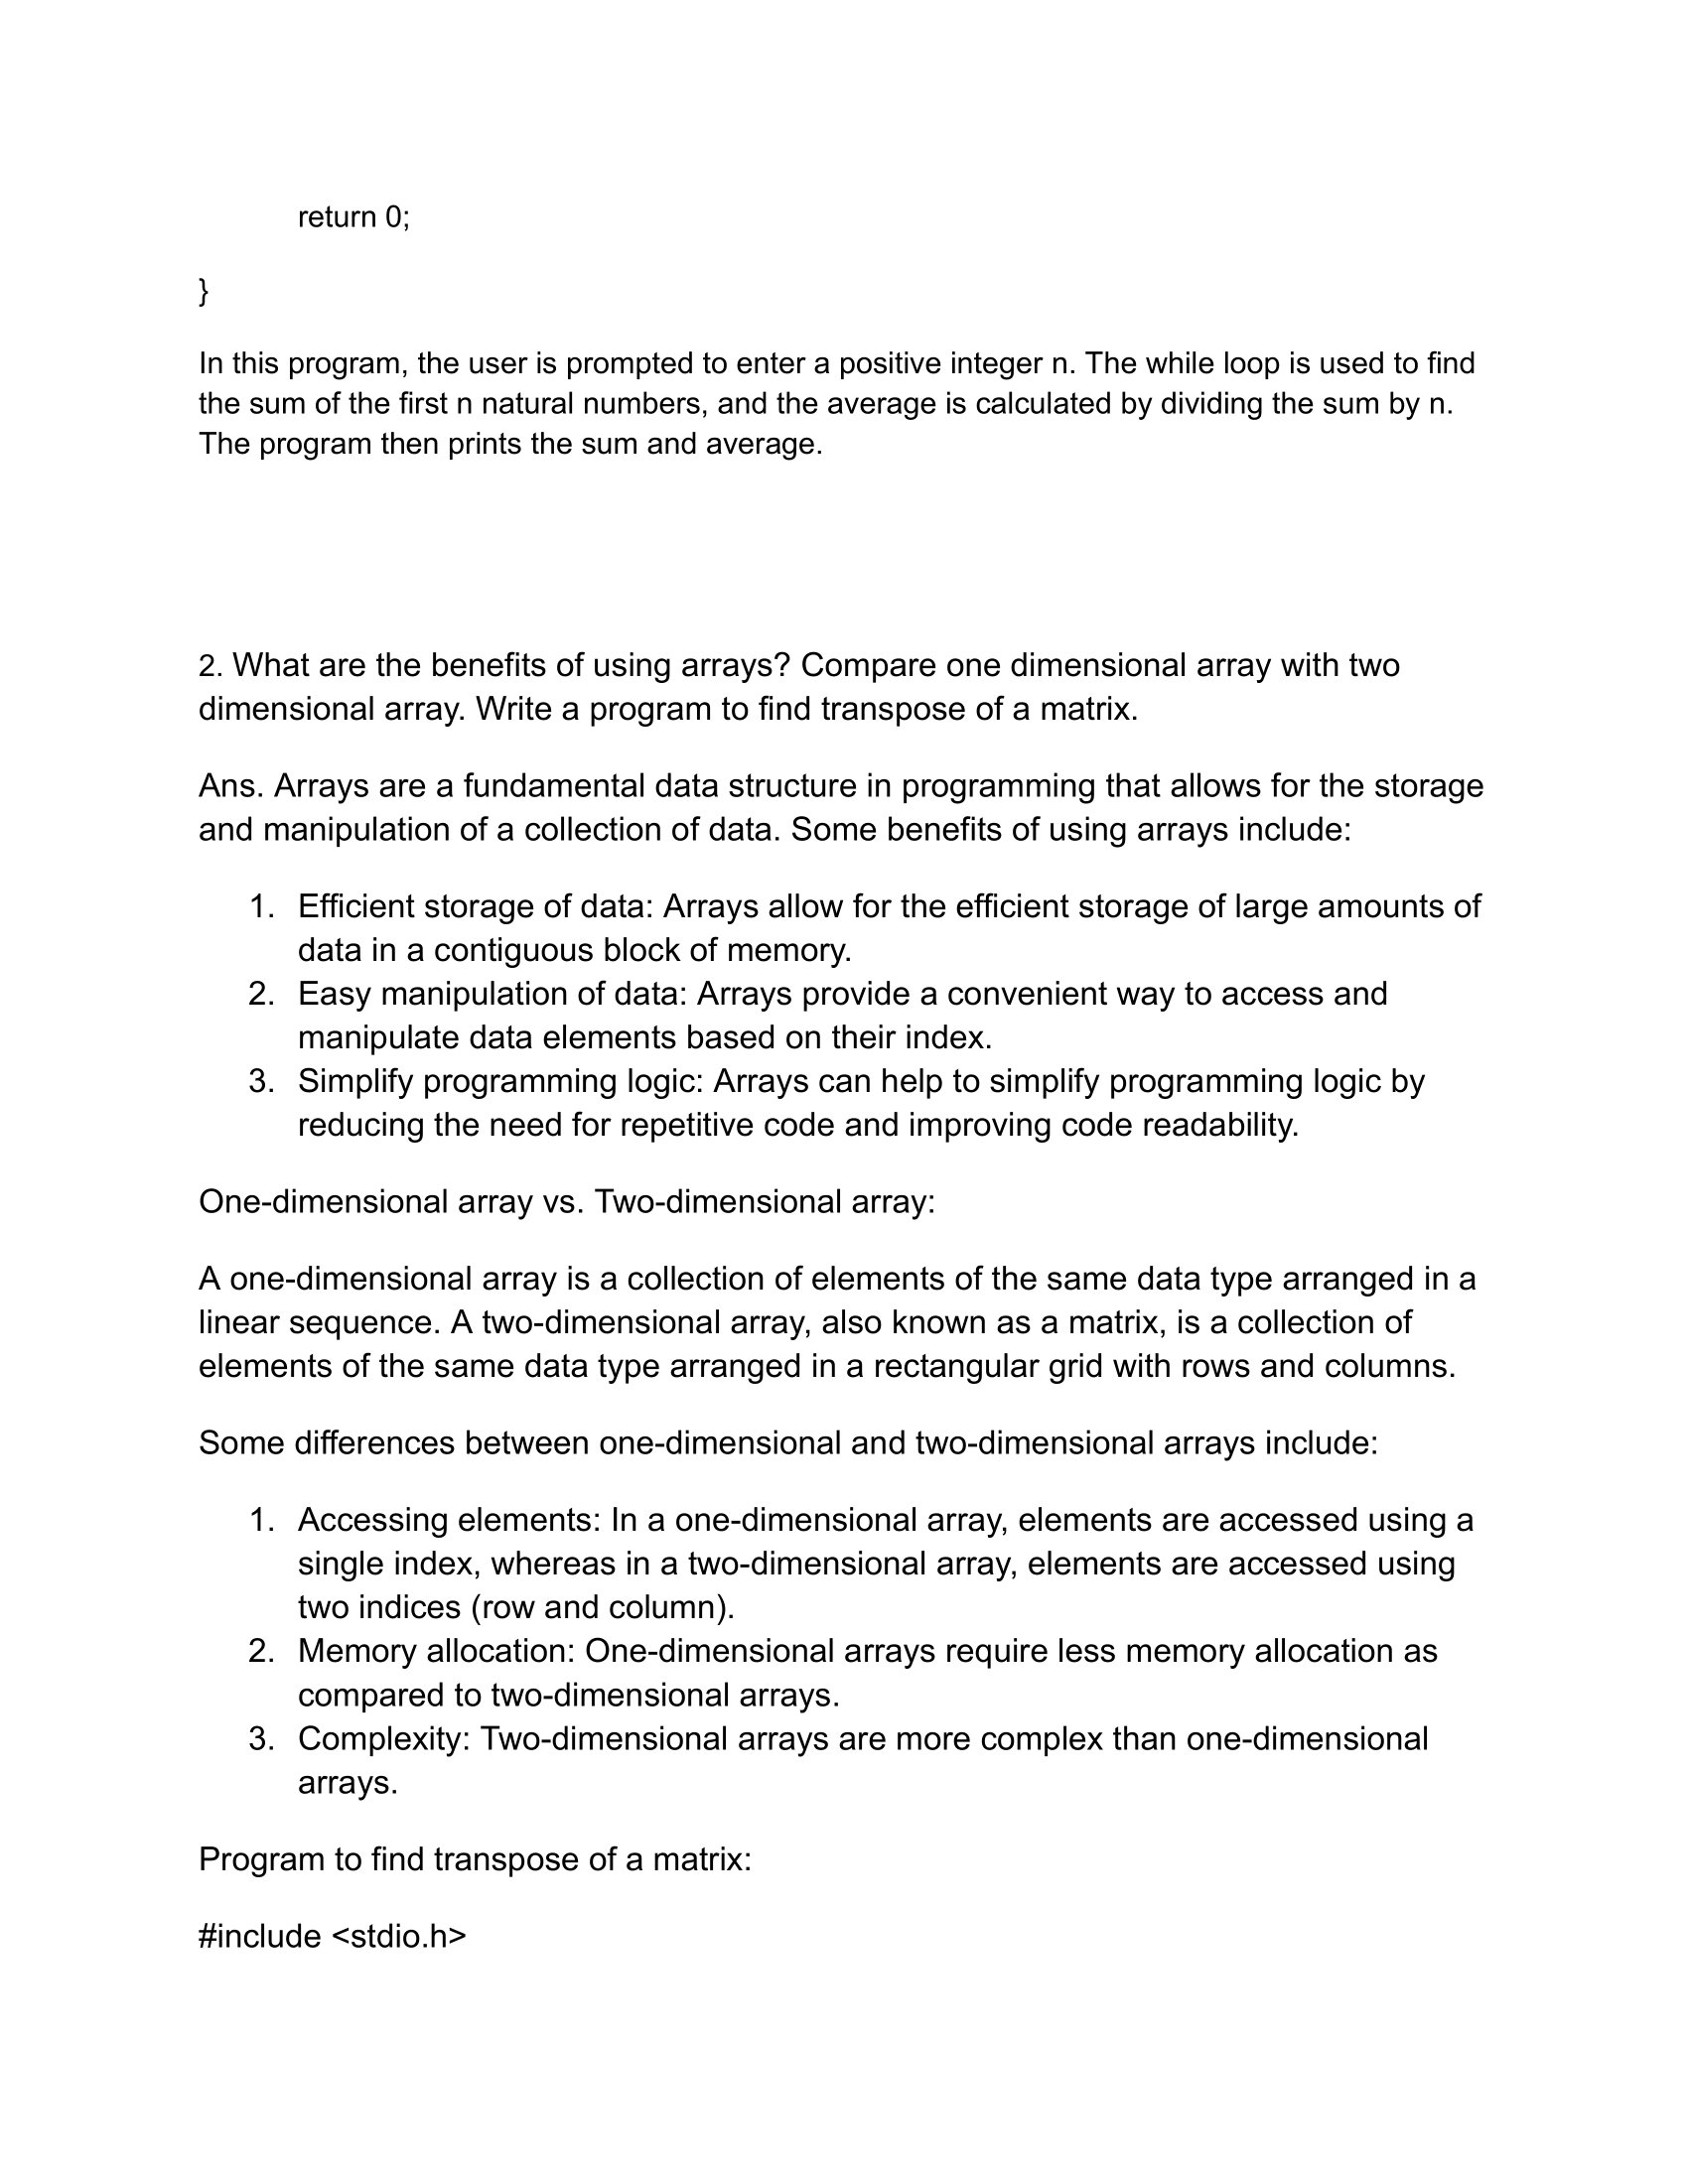 return 0;
}
In this program, the user is prompted to enter a positive integer n. The while loop is used to find
the sum of the first n natural numbers, and the average is calculated by dividing the sum by n.
The program then prints the sum and average.
2. What are the benefits of using arrays? Compare one dimensional array with two
dimensional array. Write a program to find transpose of a matrix.
Ans. Arrays are a fundamental data structure in programming that allows for the storage
and manipulation of a collection of data. Some benefits of using arrays include:
1. Efficient storage of data: Arrays allow for the efficient storage of large amounts of
data in a contiguous block of memory.
2. Easy manipulation of data: Arrays provide a convenient way to access and
manipulate data elements based on their index.
3. Simplify programming logic: Arrays can help to simplify programming logic by
reducing the need for repetitive code and improving code readability.
One-dimensional array vs. Two-dimensional array:
A one-dimensional array is a collection of elements of the same data type arranged in a
linear sequence. A two-dimensional array, also known as a matrix, is a collection of
elements of the same data type arranged in a rectangular grid with rows and columns.
Some differences between one-dimensional and two-dimensional arrays include:
1. Accessing elements: In a one-dimensional array, elements are accessed using a
single index, whereas in a two-dimensional array, elements are accessed using
two indices (row and column).
2. Memory allocation: One-dimensional arrays require less memory allocation as
compared to two-dimensional arrays.
3. Complexity: Two-dimensional arrays are more complex than one-dimensional
arrays.
Program to find transpose of a matrix:
#include <stdio.h>